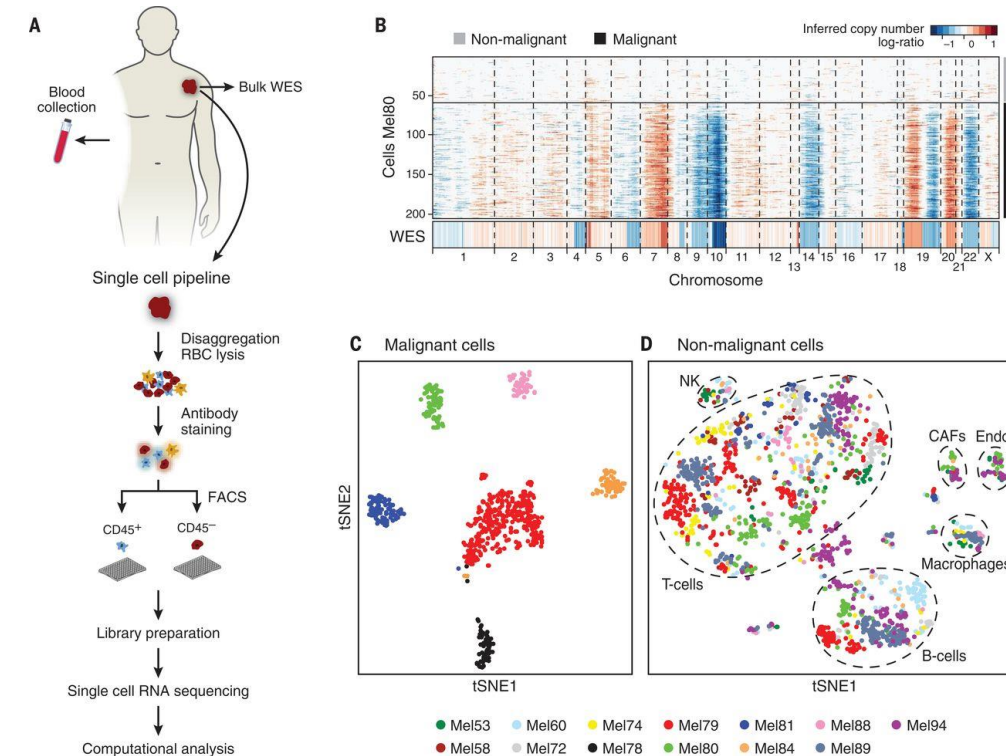 A
Blood
collection
Bulk WES
Single cell pipeline
Disaggregation
RBC lysis
Antibody
staining
FACS
CD45+
CD45–
Library preparation
Single cell RNA sequencing
Computational analysis
B
Non-malignant
Malignant
Inferred copy number
log-ratio
−1 0 1
Cells Mel80
50
100
150
200
WES
1 2 3 4 5 6 7 8 9 10 11 12 13 14 15 16 17 18 19 20 21 22 X
Chromosome
C Malignant cells
tSNE2
tSNE1
D Non-malignant cells
NK
CAFs
Endo
Macrophages
T-cells
B-cells
tSNE1
Mel53 Mel60 Mel74 Mel79 Mel81 Mel88 Mel94
Mel58 Mel72 Mel78 Mel80 Mel84 Mel89